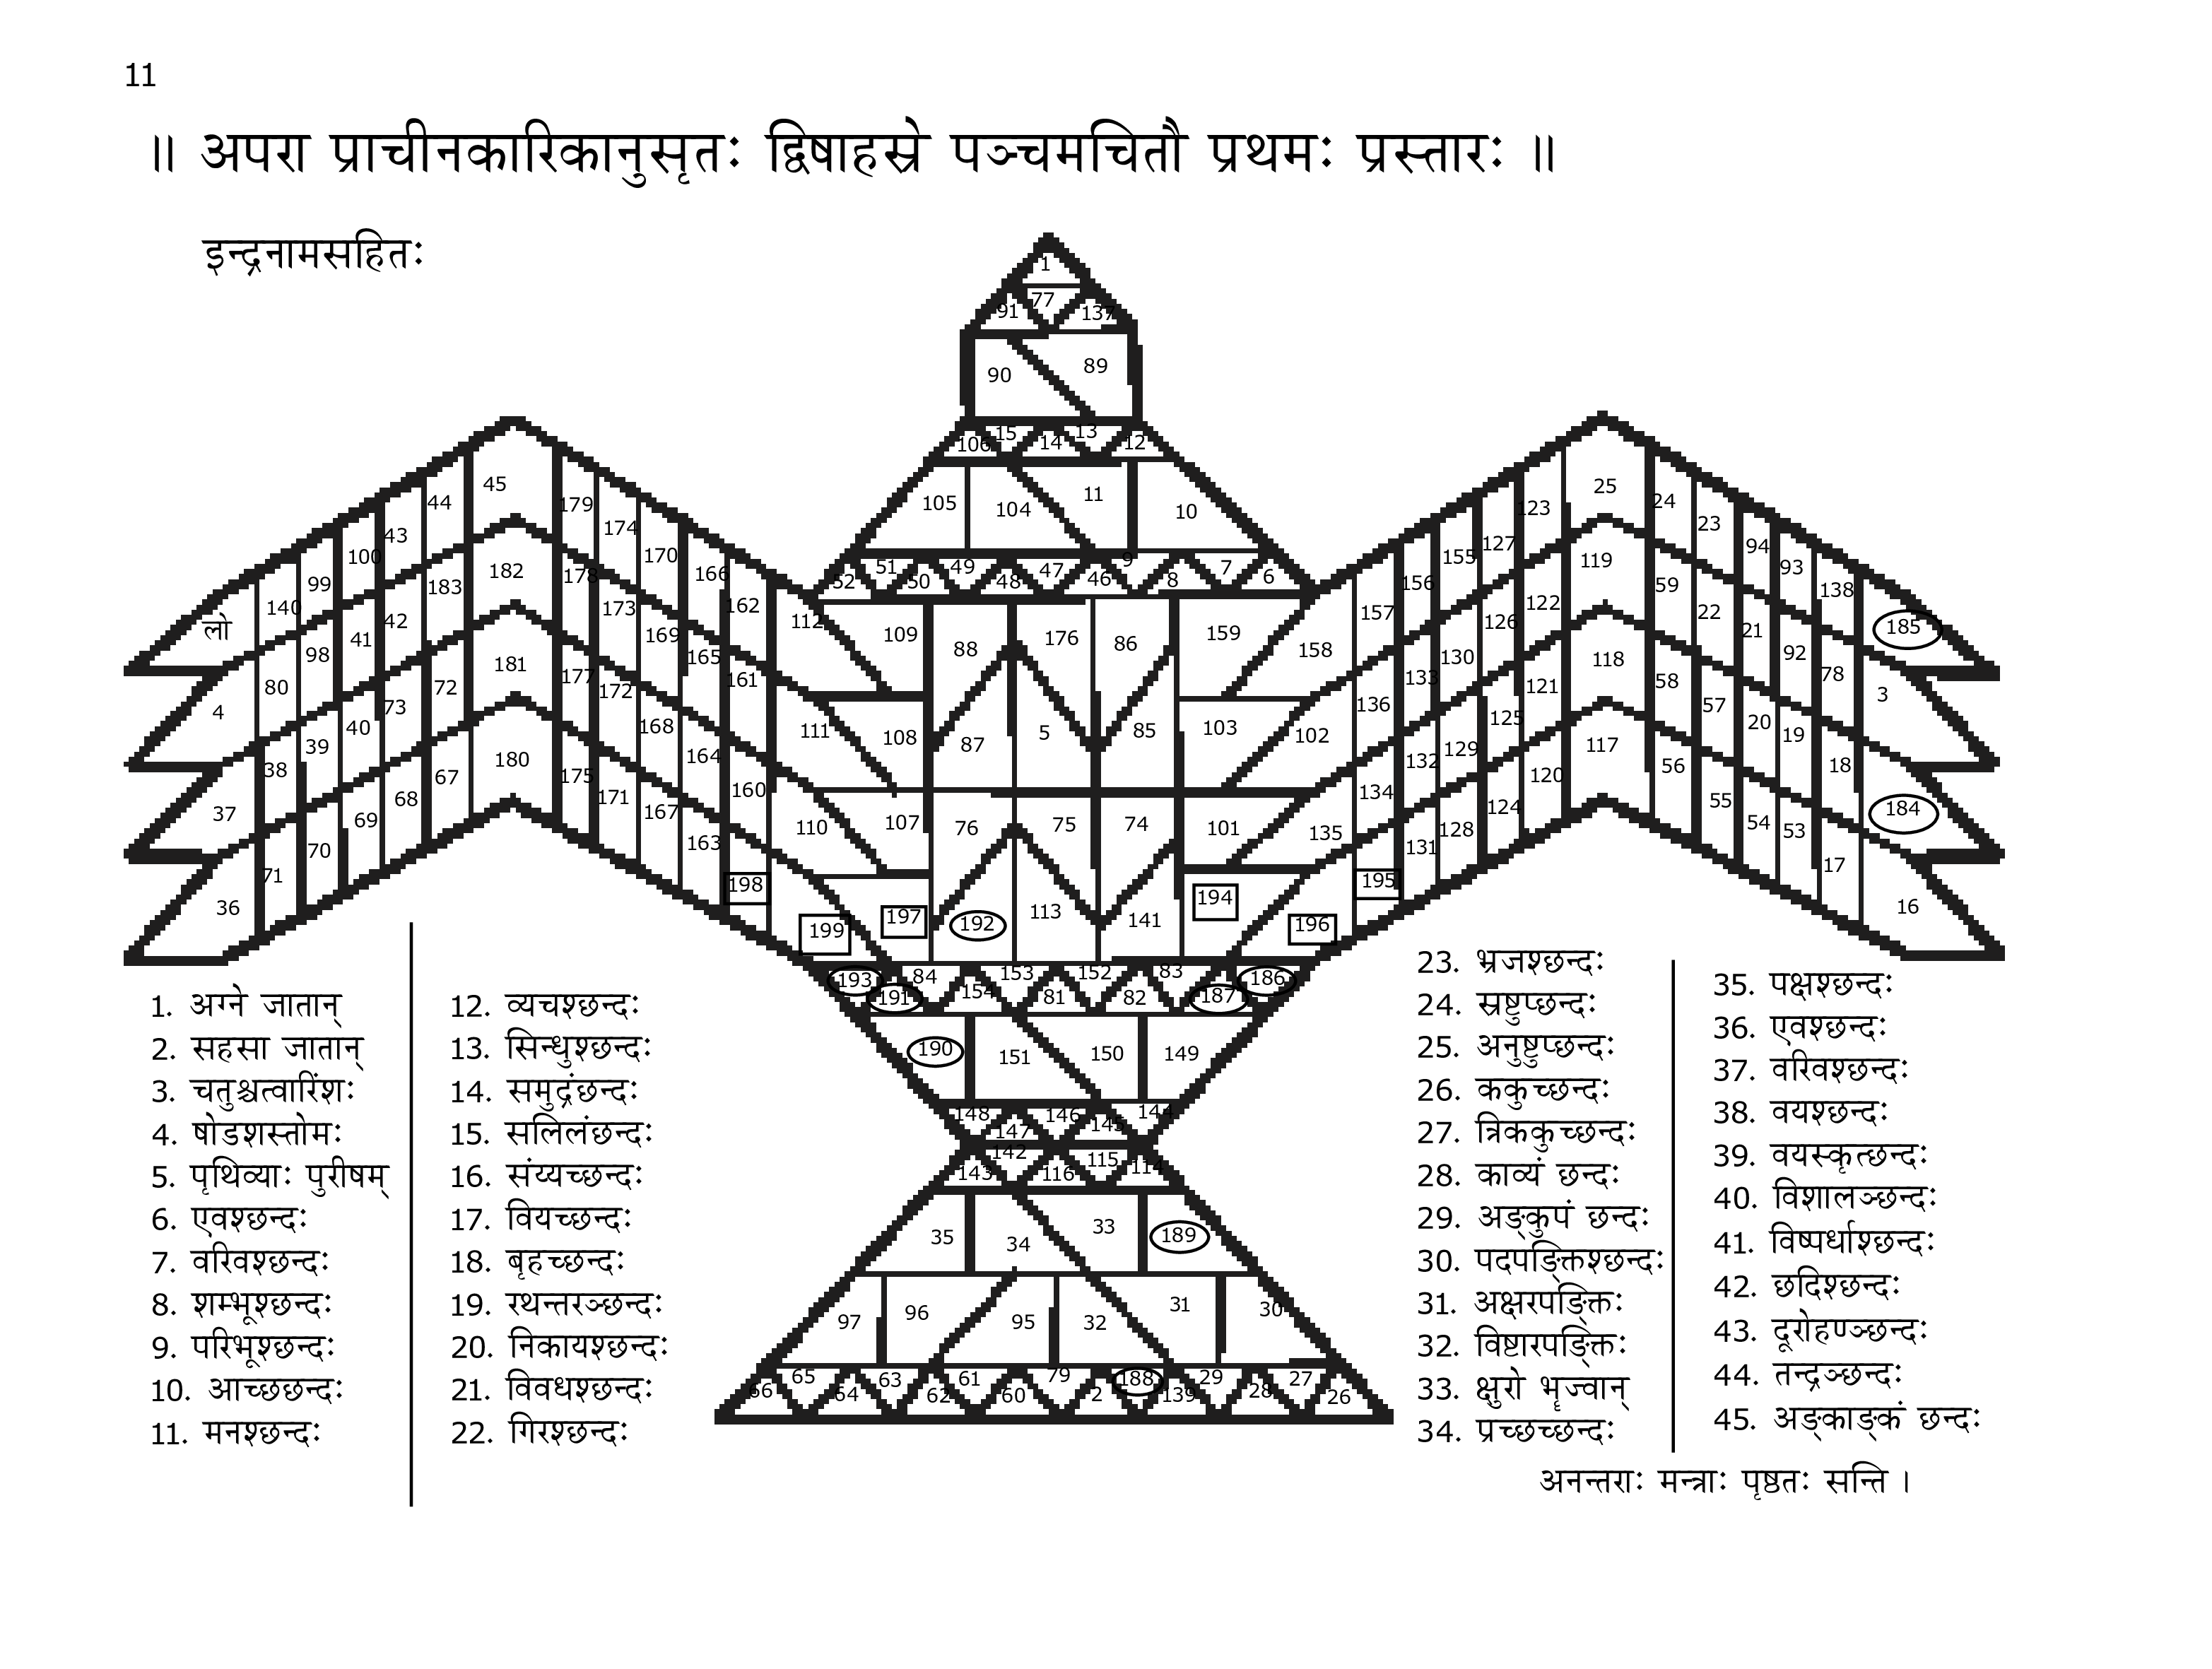 11
॥ अपरा प्राचीनकारिकानुसृतः द्विषाहस्रे पञ्चमचितौ प्रथमः प्रस्तारः ॥
इन्द्रनामसहितः
1
91 77 137
90 89
106 15 14 13 12
105 104 11 10
52 51 50 49 48 47 46 9 8 7 6
45 179 174 170 166 162 112
44 43 100 99 140 लो
182 178 173 169 165 161 111
183 42 41 98 80 4
181 177 172 168 164 160 110
72 73 40 39 38 37
180 175 171 167 163 198 199
67 68 69 70 71 36
109 88 176 86 159 158
108 87 5 85 103 102
107 76 75 74 101 135
197 192 113 141 194 196
25 123 127 155 156 157
24 23 94 93 138 185
119 122 126 130 133 136
59 22 21 92 78 3
118 121 125 129 132 134
58 57 20 19 18 184
117 120 124 128 131 195
56 55 54 53 17 16
193 191 84 154 153 81 152 82 83 187 186
190 151 150 149
148 147 146 145 144
143 142 116 115 114
35 34 33 189
97 96 95 32 31 30
66 65 64 63 62 61 60 79 2 188 139 29 28 27 26
1. अग्ने जातान्
2. सहसा जातान्
3. चतुश्चत्वारिंशः
4. षोडशस्तोमः
5. पृथिव्याः पुरीषम्
6. एवश्छन्दः
7. वरिवश्छन्दः
8. शम्भूश्छन्दः
9. परिभूश्छन्दः
10. आच्छछन्दः
11. मनश्छन्दः
12. व्यचश्छन्दः
13. सिन्धुश्छन्दः
14. समुद्रंछन्दः
15. सलिलंछन्दः
16. संय्यच्छन्दः
17. वियच्छन्दः
18. बृहच्छन्दः
19. रथन्तरञ्छन्दः
20. निकायश्छन्दः
21. विवधश्छन्दः
22. गिरश्छन्दः
23. भ्रजश्छन्दः
24. स्रष्टुप्छन्दः
25. अनुष्टुप्छन्दः
26. ककुच्छन्दः
27. त्रिककुच्छन्दः
28. काव्यं छन्दः
29. अङ्कुपं छन्दः
30. पदपङ्क्तिश्छन्दः
31. अक्षरपङ्क्तिः
32. विष्टारपङ्क्तिः
33. क्षुरो भृज्वान्
34. प्रच्छच्छन्दः
35. पक्षश्छन्दः
36. एवश्छन्दः
37. वरिवश्छन्दः
38. वयश्छन्दः
39. वयस्कृत्छन्दः
40. विशालञ्छन्दः
41. विष्पर्धाश्छन्दः
42. छदिश्छन्दः
43. दूरोहण्ञ्छन्दः
44. तन्द्रञ्छन्दः
45. अङ्काङ्कं छन्दः
अनन्तराः मन्त्राः पृष्ठतः सन्ति ।